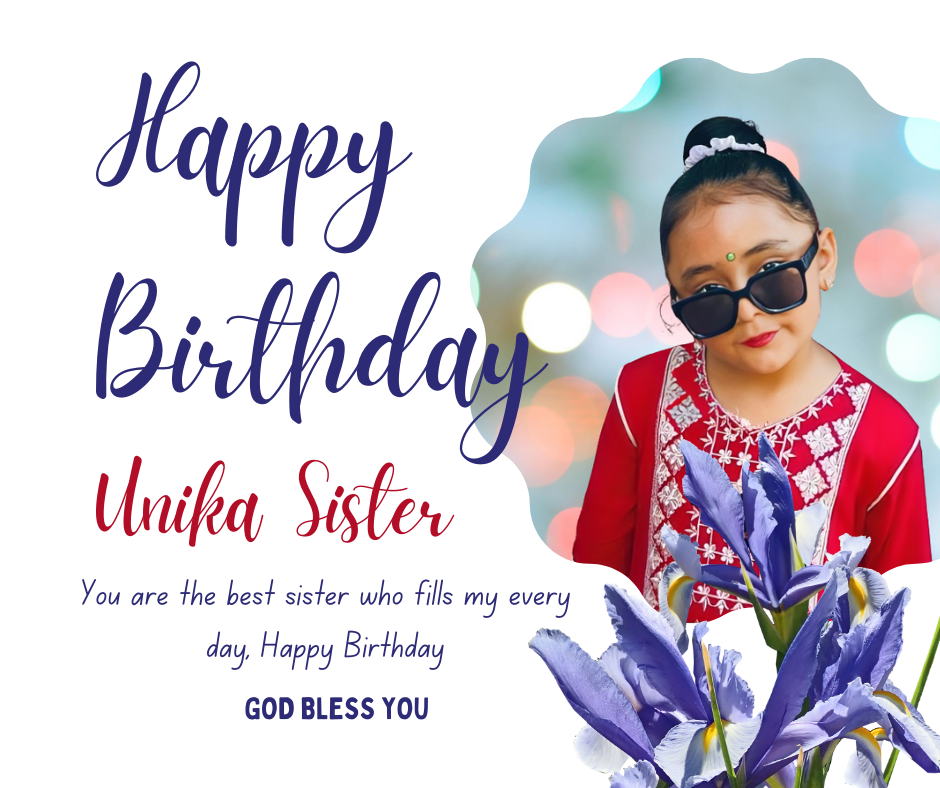 Happy
Birthday
Unika Sister
You are the best sister who fills my every
day, Happy Birthday
GOD BLESS YOU